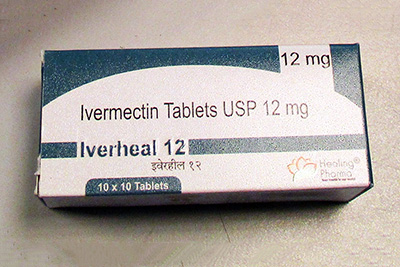 12 mg
Ivermectin Tablets USP 12 mg
Iverheal 12
इवेरहील १२
10 x 10 Tablets
Healing®
Pharma